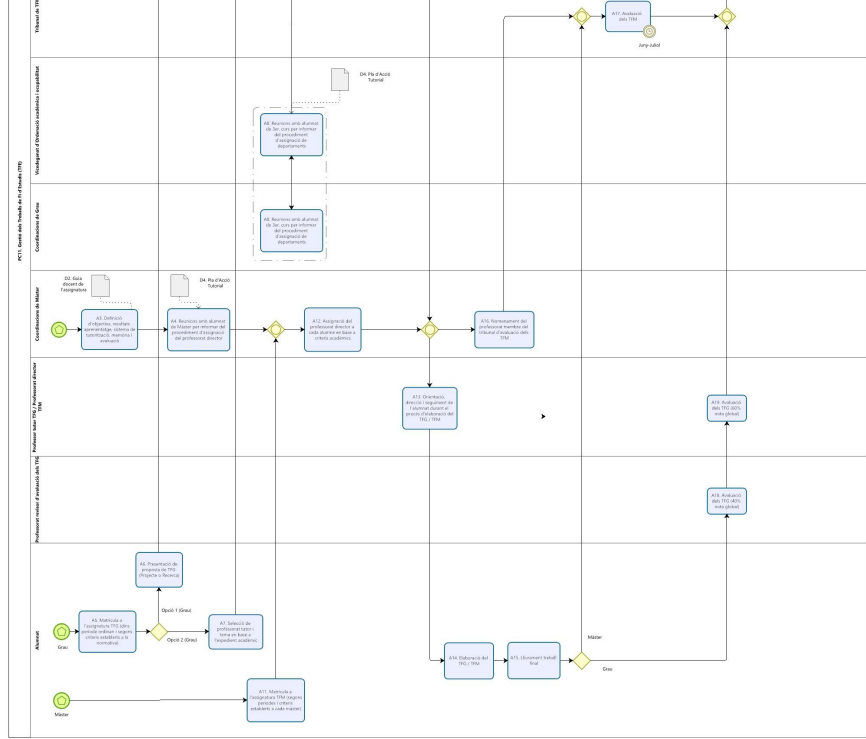 PC17. Gestió dels Treballs de Fi d'Estudis (TFE)
Tribunal de TFM
A17. Avaluació
dels TFM
Juny-Juliol
Vicedeganat d'Ordenació acadèmica i ocupabilitat
D4. Pla d'Acció
Tutorial
A8. Reunions amb alumnat
de 3er. curs per informar
del procediment
d'assignació de
departaments
Coordinacions de Grau
A8. Reunions amb alumnat
de 3er. curs per informar
del procediment
d'assignació de
departaments
Coordinacions de Màster
D2. Guia
docent de
l'assignatura
A3. Definició
d'objectius, resultats
aprenentatge, sistema de
tutorització, memòria i
avaluació
D4. Pla d'Acció
Tutorial
A4. Reunions amb alumnat
de Màster per informar del
procediment d'assignació
del professorat director
A12. Assignació del
professorat director a
cada alumne en base a
criteris acadèmics
A16. Nomenament del
professorat membre del
tribunal d'avaluació dels
TFM
Professor tutor TFG / Professorat director
TFM
A13. Orientació,
direcció i seguiment de
l'alumnat durant el
procés d'elaboració del
TFG / TFM
A19. Avaluació
dels TFG (60%
nota global)
Professorat revisor d'avaluació dels TFG
A18. Avaluació
dels TFG (40%
nota global)
Alumnat
A6. Presentació de
proposta de TFG
(Projecte o Recerca)
Opció 1 (Grau)
A5. Matrícula a
l'assignatura TFG (dins
període ordinari i segons
criteris establerts a la
normativa)
Grau
Opció 2 (Grau)
A7. Selecció de
professorat tutor i
tema en base a
l'expedient acadèmic
A14. Elaboració del
TFG / TFM
A15. Lliurament treball
final
Màster
Grau
A11. Matrícula a
l'assignatura TFM (segons
períodes i criteris
establerts a cada màster)
Màster